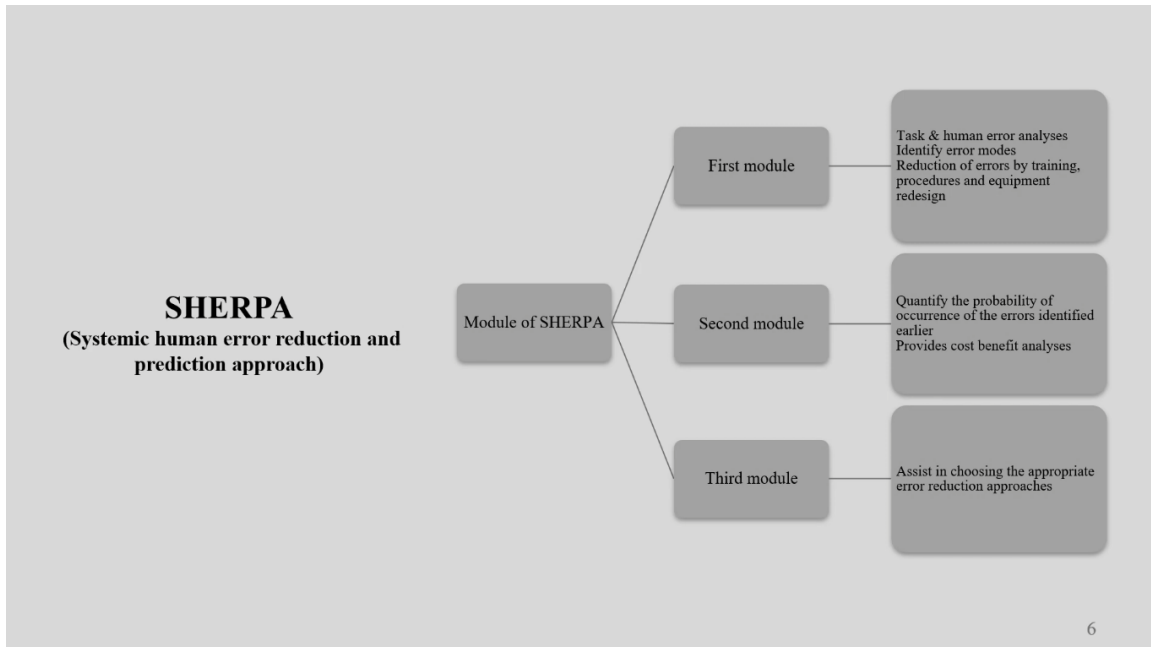 SHERPA
(Systemic human error reduction and
prediction approach)
Module of SHERPA
First module
Task & human error analyses
Identify error modes
Reduction of errors by training,
procedures and equipment
redesign
Second module
Quantify the probability of
occurrence of the errors identified
earlier
Provides cost benefit analyses
Third module
Assist in choosing the appropriate
error reduction approaches
6